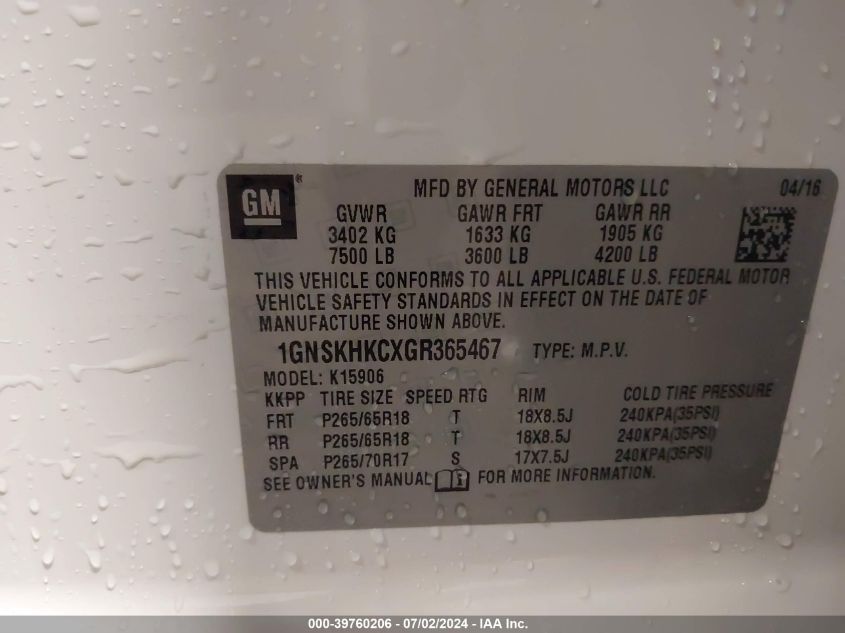 GM® MFD BY GENERAL MOTORS LLC 04/16
GVWR GAWR FRT GAWR RR
3402 KG 1633 KG 1905 KG
7500 LB 3600 LB 4200 LB
THIS VEHICLE CONFORMS TO ALL APPLICABLE U.S. FEDERAL MOTOR
VEHICLE SAFETY STANDARDS IN EFFECT ON THE DATE OF
MANUFACTURE SHOWN ABOVE.
1GNSKHKCXGR365467 TYPE: M.P.V.
MODEL: K15906
KKPP TIRE SIZE SPEED RTG RIM COLD TIRE PRESSURE
FRT P265/65R18 T 18X8.5J 240KPA(35PSI)
RR P265/65R18 T 18X8.5J 240KPA(35PSI)
SPA P265/70R17 S 17X7.5J 240KPA(35PSI)
SEE OWNER'S MANUAL FOR MORE INFORMATION.
000-39760206 - 07/02/2024 - IAA Inc.